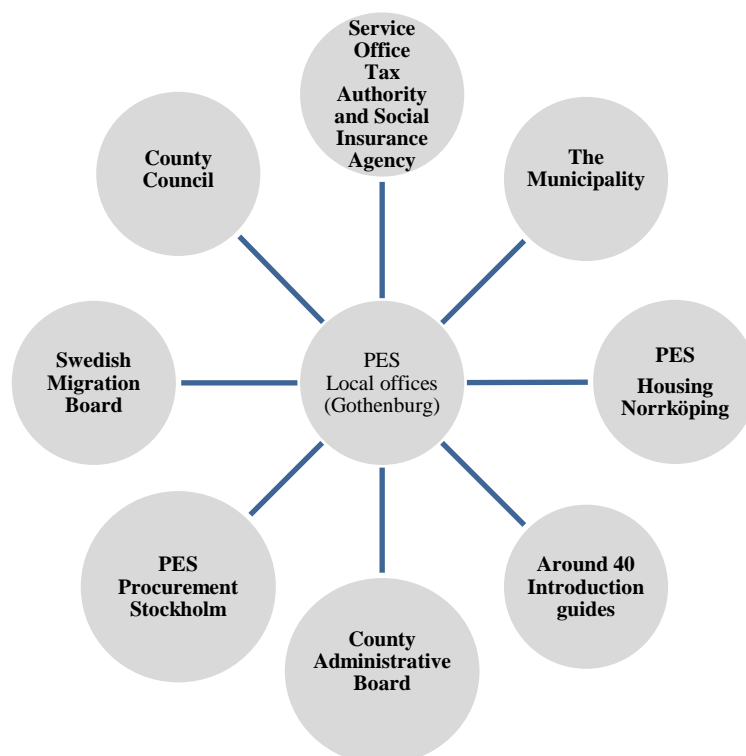 Service
Office
Tax
Authority
and Social
Insurance
Agency
The
Municipality
PES
Housing
Norrköping
Around 40
Introduction
guides
County
Administrative
Board
PES
Procurement
Stockholm
Swedish
Migration
Board
County
Council
PES
Local offices
(Gothenburg)